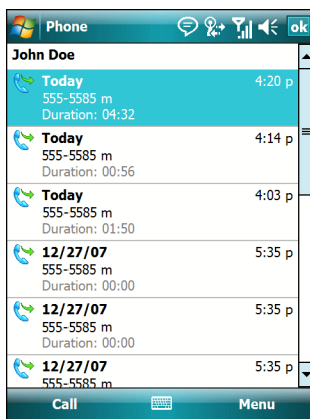 Phone
ok
John Doe
Today 4:20 p
555-5585 m
Duration: 04:32
Today 4:14 p
555-5585 m
Duration: 00:56
Today 4:03 p
555-5585 m
Duration: 01:50
12/27/07 5:35 p
555-5585 m
Duration: 00:00
12/27/07 5:35 p
555-5585 m
Duration: 00:00
12/27/07 5:35 p
555-5585 m
Call Menu